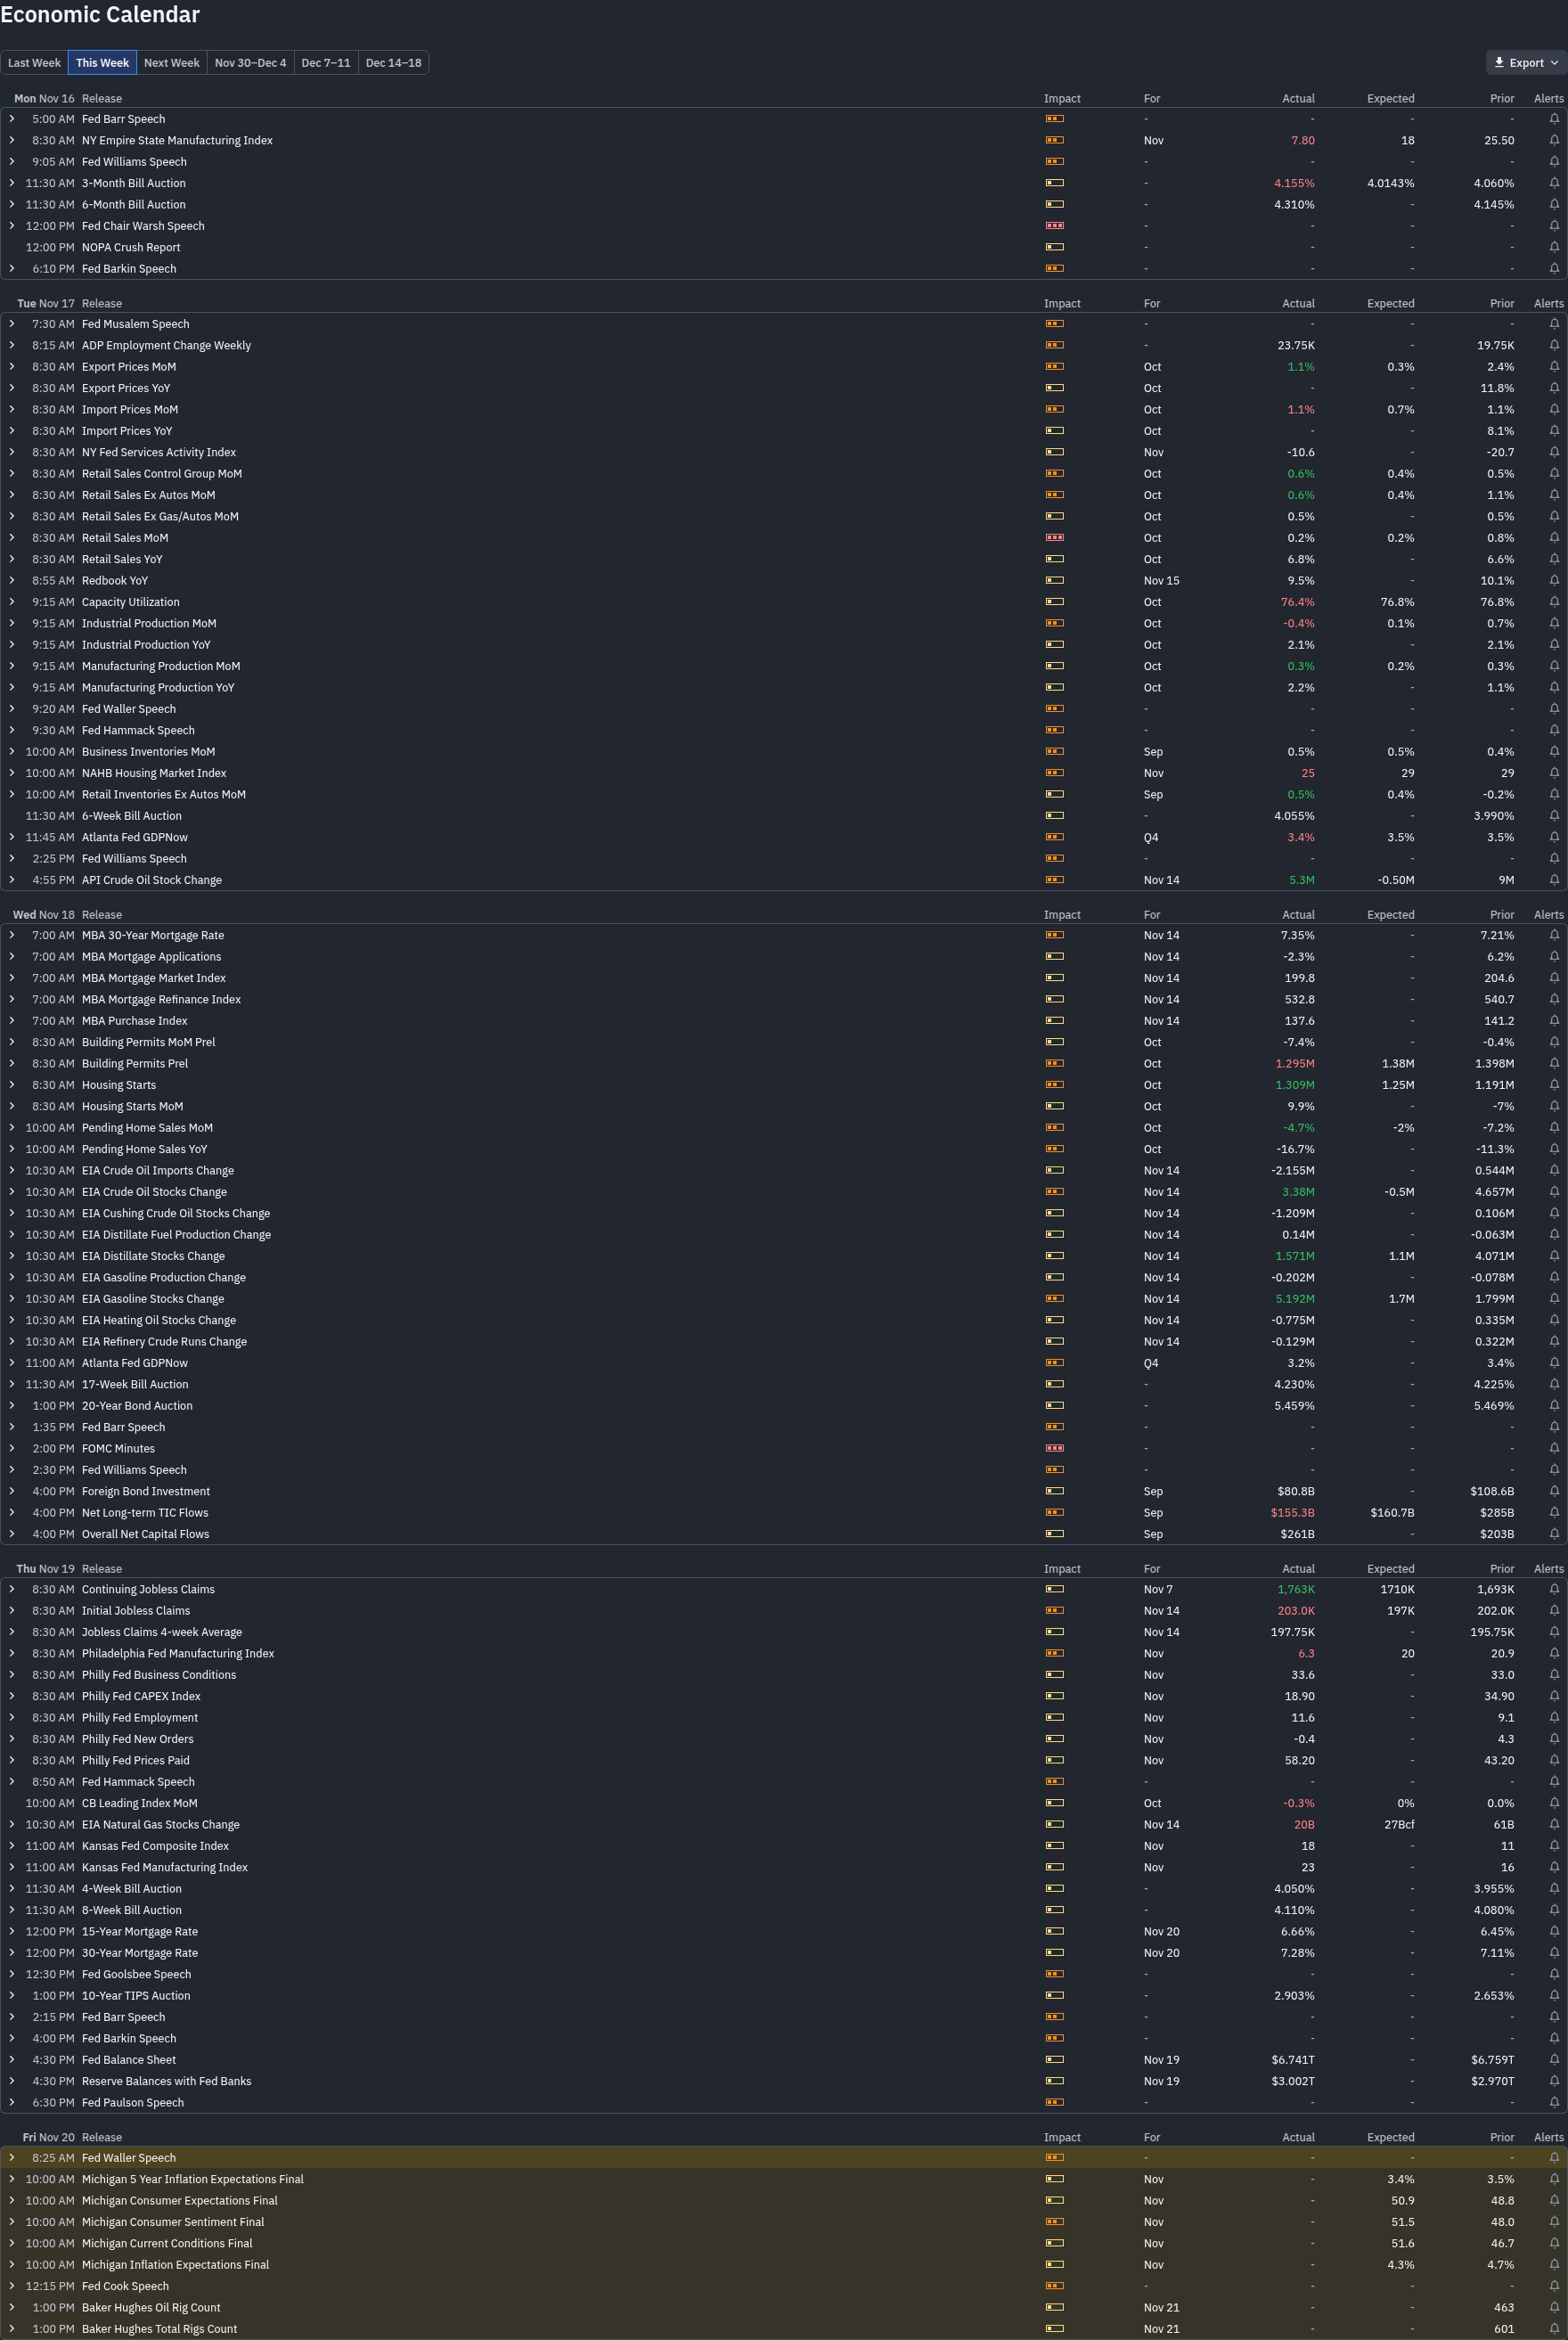 Economic Calendar
Last Week This Week Next Week Nov 30–Dec 4 Dec 7–11 Dec 14–18 Export
Mon Nov 16 Release Impact For Actual Expected Prior Alerts
5:00 AM Fed Barr Speech - - - -
8:30 AM NY Empire State Manufacturing Index Nov 7.80 18 25.50
9:05 AM Fed Williams Speech - - - -
11:30 AM 3-Month Bill Auction - 4.155% 4.0143% 4.060%
11:30 AM 6-Month Bill Auction - 4.310% - 4.145%
12:00 PM Fed Chair Warsh Speech - - - -
12:00 PM NOPA Crush Report - - - -
6:10 PM Fed Barkin Speech - - - -
Tue Nov 17 Release Impact For Actual Expected Prior Alerts
7:30 AM Fed Musalem Speech - - - -
8:15 AM ADP Employment Change Weekly - 23.75K - 19.75K
8:30 AM Export Prices MoM Oct 1.1% 0.3% 2.4%
8:30 AM Export Prices YoY Oct - - 11.8%
8:30 AM Import Prices MoM Oct 1.1% 0.7% 1.1%
8:30 AM Import Prices YoY Oct - - 8.1%
8:30 AM NY Fed Services Activity Index Nov -10.6 - -20.7
8:30 AM Retail Sales Control Group MoM Oct 0.6% 0.4% 0.5%
8:30 AM Retail Sales Ex Autos MoM Oct 0.6% 0.4% 1.1%
8:30 AM Retail Sales Ex Gas/Autos MoM Oct 0.5% - 0.5%
8:30 AM Retail Sales MoM Oct 0.2% 0.2% 0.8%
8:30 AM Retail Sales YoY Oct 6.8% - 6.6%
8:55 AM Redbook YoY Nov 15 9.5% - 10.1%
9:15 AM Capacity Utilization Oct 76.4% 76.8% 76.8%
9:15 AM Industrial Production MoM Oct -0.4% 0.1% 0.7%
9:15 AM Industrial Production YoY Oct 2.1% - 2.1%
9:15 AM Manufacturing Production MoM Oct 0.3% 0.2% 0.3%
9:15 AM Manufacturing Production YoY Oct 2.2% - 1.1%
9:20 AM Fed Waller Speech - - - -
9:30 AM Fed Hammack Speech - - - -
10:00 AM Business Inventories MoM Sep 0.5% 0.5% 0.4%
10:00 AM NAHB Housing Market Index Nov 25 29 29
10:00 AM Retail Inventories Ex Autos MoM Sep 0.5% 0.4% -0.2%
11:30 AM 6-Week Bill Auction - 4.055% - 3.990%
11:45 AM Atlanta Fed GDPNow Q4 3.4% 3.5% 3.5%
2:25 PM Fed Williams Speech - - - -
4:55 PM API Crude Oil Stock Change Nov 14 5.3M -0.50M 9M
Wed Nov 18 Release Impact For Actual Expected Prior Alerts
7:00 AM MBA 30-Year Mortgage Rate Nov 14 7.35% - 7.21%
7:00 AM MBA Mortgage Applications Nov 14 -2.3% - 6.2%
7:00 AM MBA Mortgage Market Index Nov 14 199.8 - 204.6
7:00 AM MBA Mortgage Refinance Index Nov 14 532.8 - 540.7
7:00 AM MBA Purchase Index Nov 14 137.6 - 141.2
8:30 AM Building Permits MoM Prel Oct -7.4% - -0.4%
8:30 AM Building Permits Prel Oct 1.295M 1.38M 1.398M
8:30 AM Housing Starts Oct 1.309M 1.25M 1.191M
8:30 AM Housing Starts MoM Oct 9.9% - -7%
10:00 AM Pending Home Sales MoM Oct -4.7% -2% -7.2%
10:00 AM Pending Home Sales YoY Oct -16.7% - -11.3%
10:30 AM EIA Crude Oil Imports Change Nov 14 -2.155M - 0.544M
10:30 AM EIA Crude Oil Stocks Change Nov 14 3.38M -0.5M 4.657M
10:30 AM EIA Cushing Crude Oil Stocks Change Nov 14 -1.209M - 0.106M
10:30 AM EIA Distillate Fuel Production Change Nov 14 0.14M - -0.063M
10:30 AM EIA Distillate Stocks Change Nov 14 1.571M 1.1M 4.071M
10:30 AM EIA Gasoline Production Change Nov 14 -0.202M - -0.078M
10:30 AM EIA Gasoline Stocks Change Nov 14 5.192M 1.7M 1.799M
10:30 AM EIA Heating Oil Stocks Change Nov 14 -0.775M - 0.335M
10:30 AM EIA Refinery Crude Runs Change Nov 14 -0.129M - 0.322M
11:00 AM Atlanta Fed GDPNow Q4 3.2% - 3.4%
11:30 AM 17-Week Bill Auction - 4.230% - 4.225%
1:00 PM 20-Year Bond Auction - 5.459% - 5.469%
1:35 PM Fed Barr Speech - - - -
2:00 PM FOMC Minutes - - - -
2:30 PM Fed Williams Speech - - - -
4:00 PM Foreign Bond Investment Sep $80.8B - $108.6B
4:00 PM Net Long-term TIC Flows Sep $155.3B $160.7B $285B
4:00 PM Overall Net Capital Flows Sep $261B - $203B
Thu Nov 19 Release Impact For Actual Expected Prior Alerts
8:30 AM Continuing Jobless Claims Nov 7 1,763K 1710K 1,693K
8:30 AM Initial Jobless Claims Nov 14 203.0K 197K 202.0K
8:30 AM Jobless Claims 4-week Average Nov 14 197.75K - 195.75K
8:30 AM Philadelphia Fed Manufacturing Index Nov 6.3 20 20.9
8:30 AM Philly Fed Business Conditions Nov 33.6 - 33.0
8:30 AM Philly Fed CAPEX Index Nov 18.90 - 34.90
8:30 AM Philly Fed Employment Nov 11.6 - 9.1
8:30 AM Philly Fed New Orders Nov -0.4 - 4.3
8:30 AM Philly Fed Prices Paid Nov 58.20 - 43.20
8:50 AM Fed Hammack Speech - - - -
10:00 AM CB Leading Index MoM Oct -0.3% 0% 0.0%
10:30 AM EIA Natural Gas Stocks Change Nov 14 20B 27Bcf 61B
11:00 AM Kansas Fed Composite Index Nov 18 - 11
11:00 AM Kansas Fed Manufacturing Index Nov 23 - 16
11:30 AM 4-Week Bill Auction - 4.050% - 3.955%
11:30 AM 8-Week Bill Auction - 4.110% - 4.080%
12:00 PM 15-Year Mortgage Rate Nov 20 6.66% - 6.45%
12:00 PM 30-Year Mortgage Rate Nov 20 7.28% - 7.11%
12:30 PM Fed Goolsbee Speech - - - -
1:00 PM 10-Year TIPS Auction - 2.903% - 2.653%
2:15 PM Fed Barr Speech - - - -
4:00 PM Fed Barkin Speech - - - -
4:30 PM Fed Balance Sheet Nov 19 $6.741T - $6.759T
4:30 PM Reserve Balances with Fed Banks Nov 19 $3.002T - $2.970T
6:30 PM Fed Paulson Speech - - - -
Fri Nov 20 Release Impact For Actual Expected Prior Alerts
8:25 AM Fed Waller Speech - - - -
10:00 AM Michigan 5 Year Inflation Expectations Final Nov - 3.4% 3.5%
10:00 AM Michigan Consumer Expectations Final Nov - 50.9 48.8
10:00 AM Michigan Consumer Sentiment Final Nov - 51.5 48.0
10:00 AM Michigan Current Conditions Final Nov - 51.6 46.7
10:00 AM Michigan Inflation Expectations Final Nov - 4.3% 4.7%
12:15 PM Fed Cook Speech - - - -
1:00 PM Baker Hughes Oil Rig Count Nov 21 - - 463
1:00 PM Baker Hughes Total Rigs Count Nov 21 - - 601